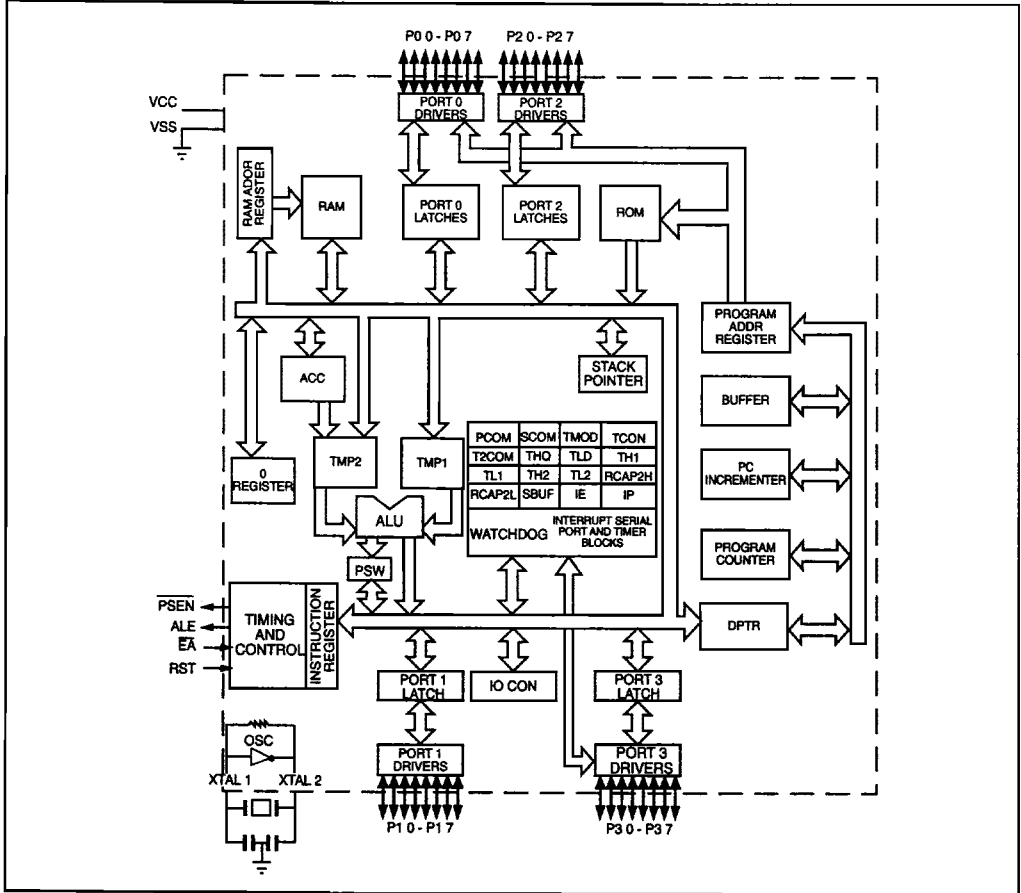 P0 0 - P0 7
P2 0 - P2 7
VCC
VSS
PORT 0
DRIVERS
PORT 2
DRIVERS
RAM ADDR
REGISTER
RAM
PORT 0
LATCHES
PORT 2
LATCHES
ROM
PROGRAM
ADDR
REGISTER
ACC
STACK
POINTER
BUFFER
TMP2
TMP1
PCOM SCOM TMOD TCON
T2COM THO TLD TH1
TL1 TH2 TL2 RCAP2H
RCAP2L SBUF IE IP
WATCHDOG
INTERRUPT SERIAL
PORT AND TIMER
BLOCKS
0
REGISTER
PC
INCREMENTER
ALU
PSW
PROGRAM
COUNTER
PSEN
ALE
EA
RST
TIMING
AND
CONTROL
INSTRUCTION
REGISTER
DPTR
PORT 1
LATCH
IO CON
PORT 3
LATCH
OSC
XTAL 1
XTAL 2
PORT 1
DRIVERS
PORT 3
DRIVERS
P1 0 - P1 7
P3 0 - P3 7